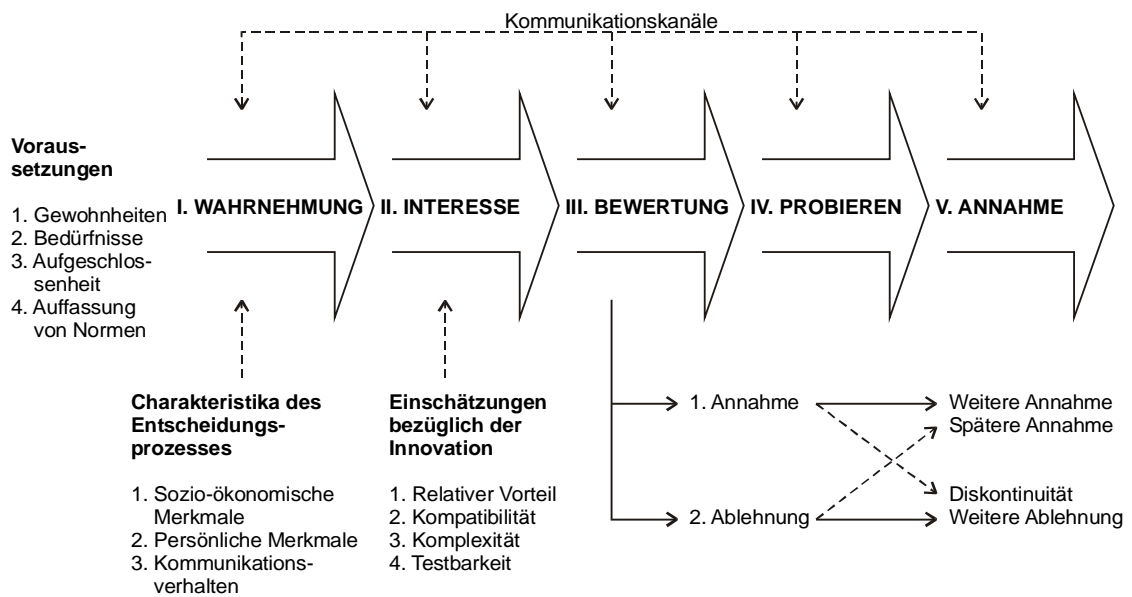 Kommunikationskanäle
Voraus-
setzungen
1. Gewohnheiten
2. Bedürfnisse
3. Aufgeschlos-
senheit
4. Auffassung
von Normen
I. WAHRNEHMUNG
II. INTERESSE
III. BEWERTUNG
IV. PROBIEREN
V. ANNAHME
Charakteristika des
Entscheidungs-
prozesses
1. Sozio-ökonomische
Merkmale
2. Persönliche Merkmale
3. Kommunikations-
verhalten
Einschätzungen
bezüglich der
Innovation
1. Relativer Vorteil
2. Kompatibilität
3. Komplexität
4. Testbarkeit
1. Annahme
2. Ablehnung
Weitere Annahme
Spätere Annahme
Diskontinuität
Weitere Ablehnung